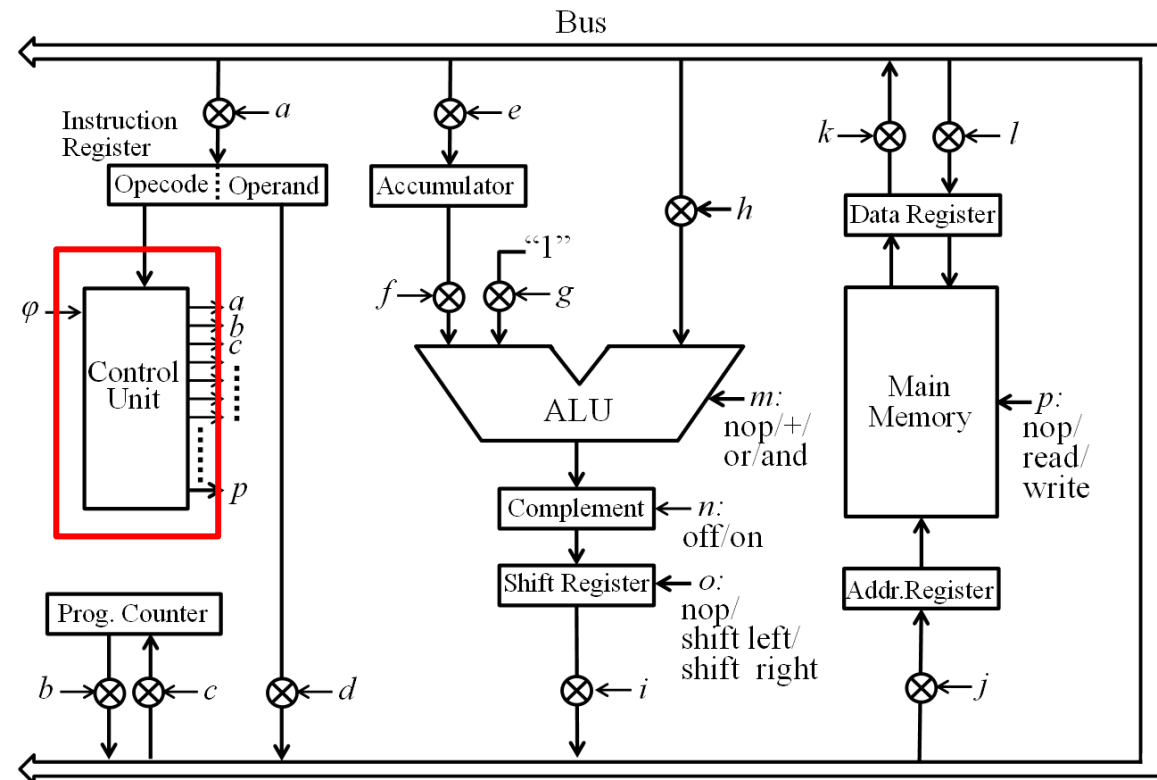 Bus
a
e
k
l
Instruction
Register
Opecode
Operand
Accumulator
h
Data Register
“1”
f
g
φ
a
b
c
Control
Unit
p
ALU
m:
nop/+/
or/and
Main
Memory
p:
nop/
read/
write
Complement
n:
off/on
Shift Register
o:
nop/
shift left/
shift right
Addr.Register
Prog. Counter
b
c
d
i
j